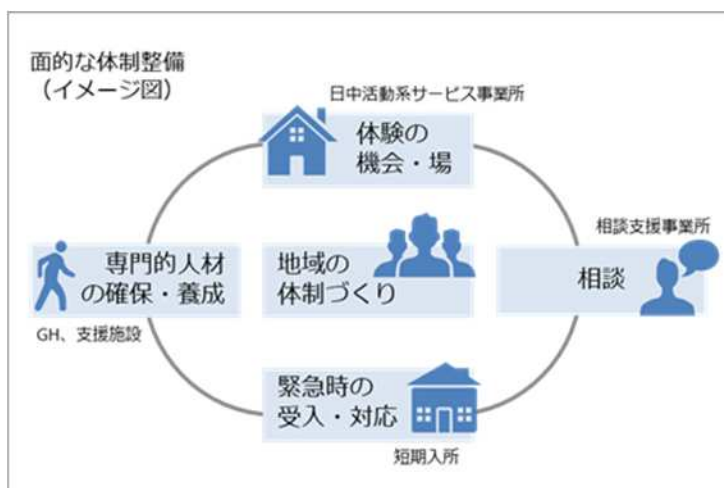 面的な体制整備
（イメージ図）
日中活動系サービス事業所
体験の
機会・場
相談支援事業所
専門的人材
の確保・養成
地域の
体制づくり
相談
GH、支援施設
緊急時の
受入・対応
短期入所